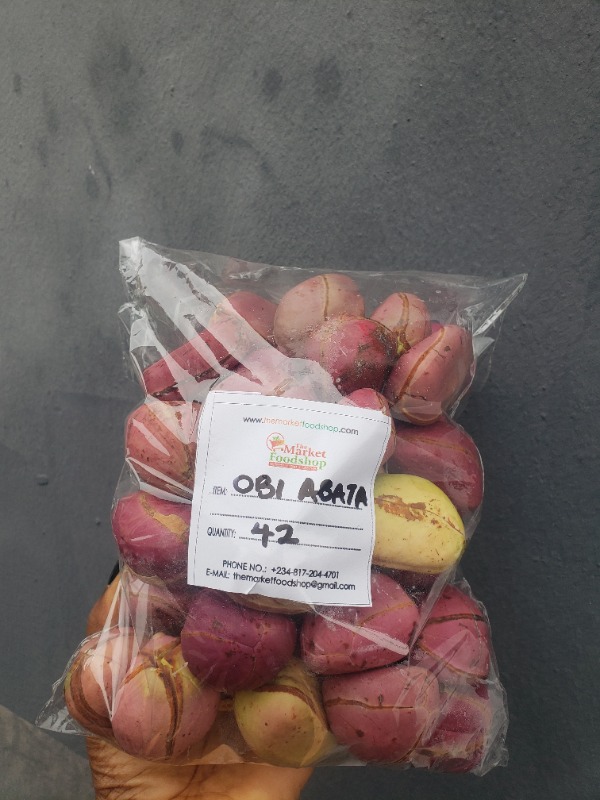 www.themarketfoodshop.com
The
Market
Foodshop
ITEM: OBI ABATA
QUANTITY: 42
PHONE NO.: +234-817-204-4701
E-MAIL: themarketfoodshop@gmail.com